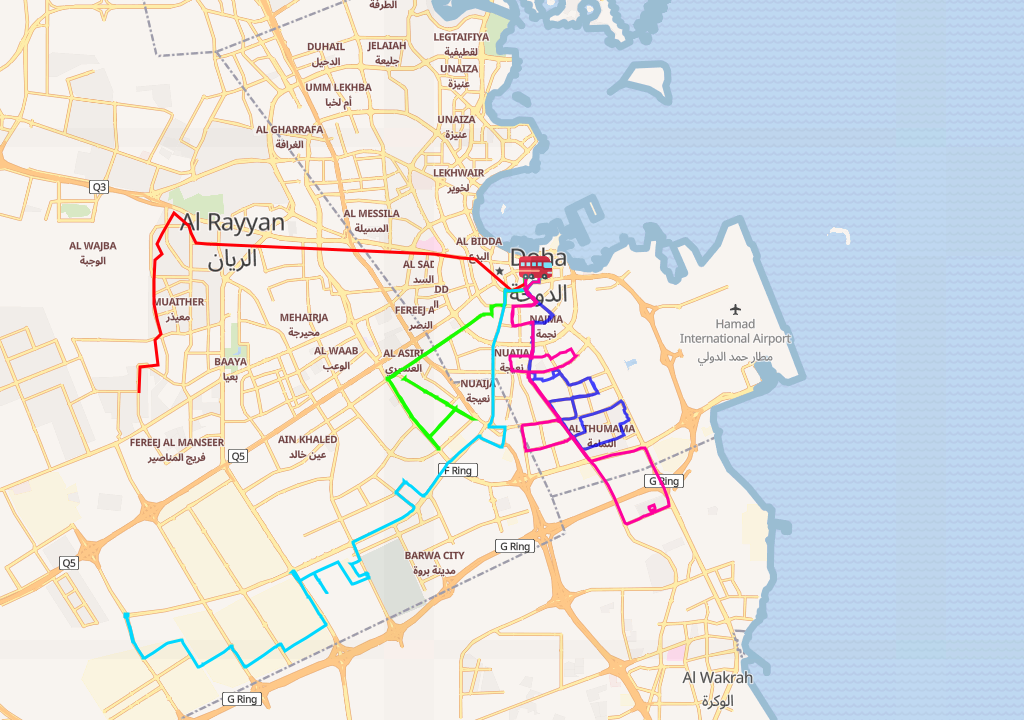 الطرفة
DUHAIL
الدحيل
JELAIAH
جليعة
LEGTAIFIYA
لقطيفية
UNAIZA
عنيزة
UMM LEKHBA
أم لخبا
UNAIZA
عنيزة
AL GHARRAFA
الغرافة
LEKHWAIR
لخوير
Q3
AL MESSILA
المسيلة
Al Rayyan
الريان
AL WAJBA
الوجبة
AL BIDDA
البدع
Doha
الدوحة
AL SAD
السد
DD
ال
MUAITHER
معيذر
MEHAIRJA
محيرجة
FEREEJ A
النصر
NAJMA
نجمة
Hamad
International Airport
مطار حمد الدولي
BAAYA
بعيا
AL WAAB
الوعب
AL ASIRI
العسيري
NUAIJA
نعيجة
NUAIJA
نعيجة
AL THUMAMA
الثمامة
FEREEJ AL MANSEER
فريج المناصير
Q5
AIN KHALED
عين خالد
F Ring
G Ring
Q5
BARWA CITY
مدينة بروة
G Ring
G Ring
Al Wakrah
الوكرة